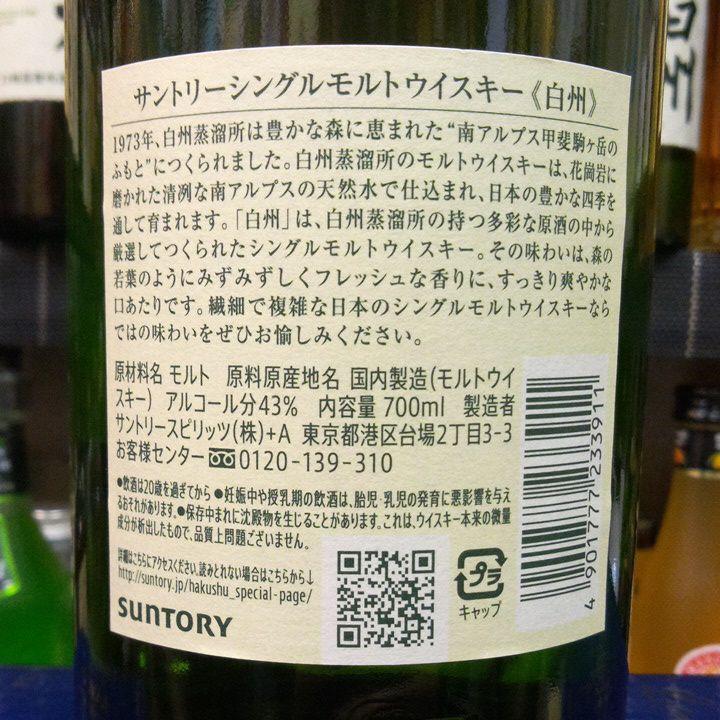 サントリーシングルモルトウイスキー《白州》
1973年、白州蒸溜所は豊かな森に恵まれた“南アルプス甲斐駒ヶ岳の
ふもと”につくられました。白州蒸溜所のモルトウイスキーは、花崗岩に
磨かれた清冽な南アルプスの天然水で仕込まれ、日本の豊かな四季を
通して育まれます。「白州」は、白州蒸溜所の持つ多彩な原酒の中から
厳選してつくられたシングルモルトウイスキー。その味わいは、森の
若葉のようにみずみずしくフレッシュな香りに、すっきり爽やかな
口あたりです。繊細で複雑な日本のシングルモルトウイスキーなら
ではの味わいをぜひお愉しみください。
原材料名 モルト 原料原産地名 国内製造(モルトウイ
スキー) アルコール分43% 内容量 700ml 製造者
サントリースピリッツ(株)+A 東京都港区台場2丁目3-3
お客様センター 0120-139-310
●飲酒は20歳を過ぎてから ●妊娠中や授乳期の飲酒は、胎児・乳児の発育に悪影響を与え
るおそれがあります。●保存中まれに沈殿物を生じることがあります。これは、ウイスキー本来の微量
成分が析出したもので、品質上問題ございません。
詳細はこちらにアクセスください。読みとれない場合はこちらから↓
http://suntory.jp/hakushu_special-page/
SUNTORY
プラ
キャップ
4 901777 233911